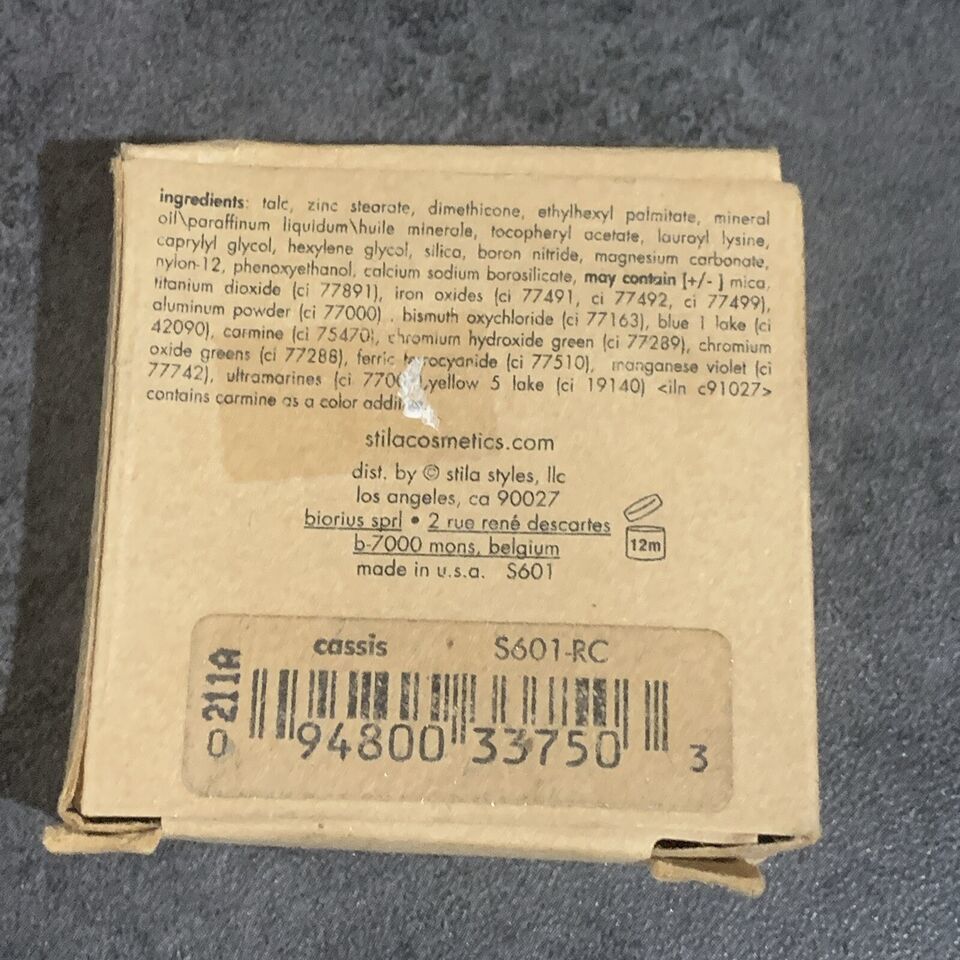 ingredients: talc, zinc stearate, dimethicone, ethylhexyl palmitate, mineral
oil\paraffinum liquidum\huile minerale, tocopheryl acetate, lauroyl lysine,
caprylyl glycol, hexylene glycol, silica, boron nitride, magnesium carbonate,
nylon-12, phenoxyethanol, calcium sodium borosilicate, may contain [+/- ] mica,
titanium dioxide (ci 77891), iron oxides (ci 77491, ci 77492, ci 77499),
aluminum powder (ci 77000) , bismuth oxychloride (ci 77163), blue 1 lake (ci
42090), carmine (ci 75470), chromium hydroxide green (ci 77289), chromium
oxide greens (ci 77288), ferric (ci 77510), manganese violet (ci
77742), ultramarines (ci yellow 5 lake (ci 19140) <iln c91027>
contains carmine as a color
stilacosmetics.com
dist. by © stila styles, llc
los angeles, ca 90027
biorius sprl • 2 rue rené descartes
b-7000 mons, belgium
made in u.s.a. S601
12m
cassis S601-RC
0211A
0 94800 33750 3